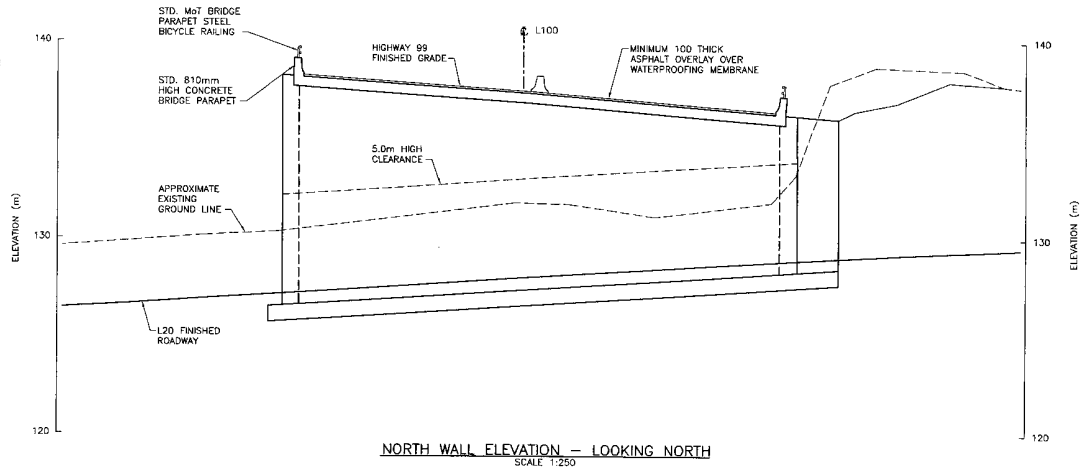 STD. MoT BRIDGE
PARAPET STEEL
BICYCLE RAILING
℄ L100
140
HIGHWAY 99
FINISHED GRADE
MINIMUM 100 THICK
ASPHALT OVERLAY OVER
WATERPROOFING MEMBRANE
140
STD. 810mm
HIGH CONCRETE
BRIDGE PARAPET
5.0m HIGH
CLEARANCE
APPROXIMATE
EXISTING
GROUND LINE
ELEVATION (m)
130
130
ELEVATION (m)
L20 FINISHED
ROADWAY
120
120
NORTH WALL ELEVATION – LOOKING NORTH
SCALE 1:250